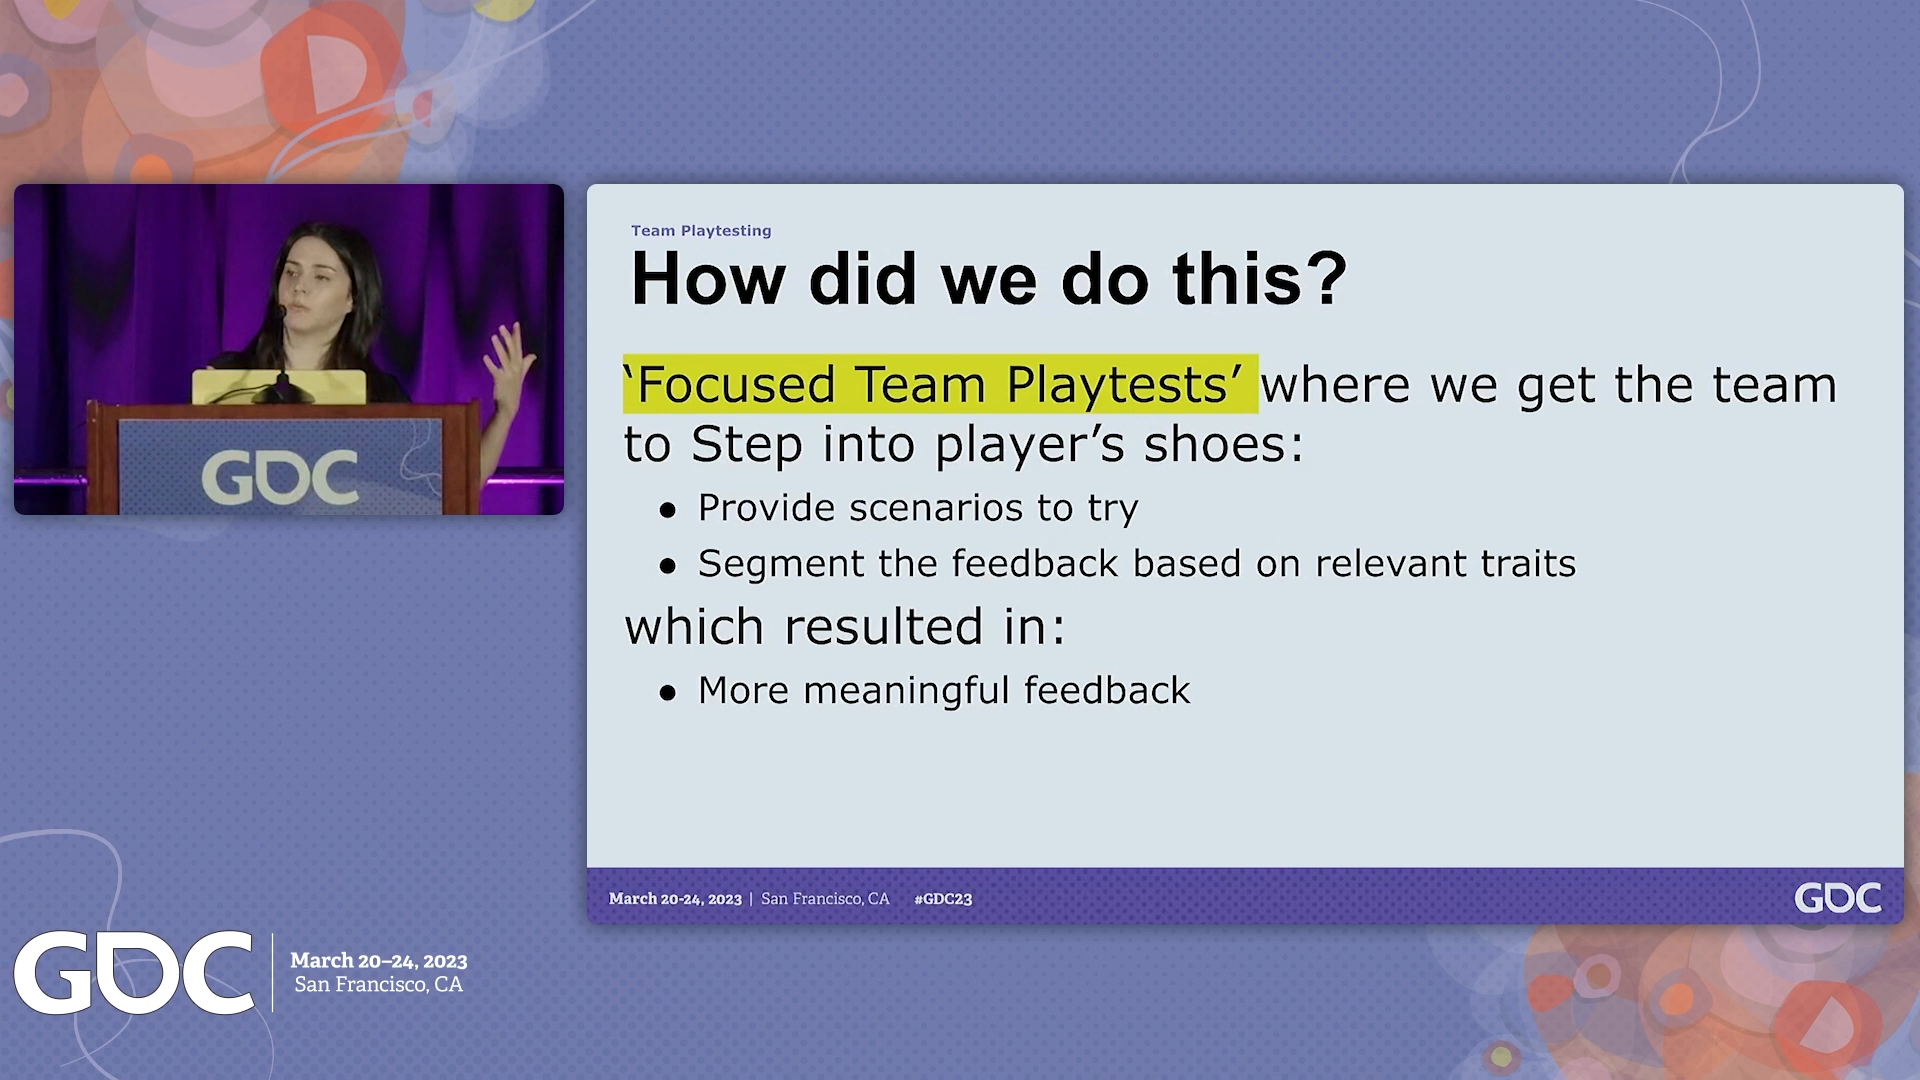 GDC
Team Playtesting
How did we do this?
‘Focused Team Playtests’ where we get the team
to Step into player’s shoes:
● Provide scenarios to try
● Segment the feedback based on relevant traits
which resulted in:
● More meaningful feedback
March 20-24, 2023 | San Francisco, CA #GDC23
GDC
GDC
March 20–24, 2023
San Francisco, CA